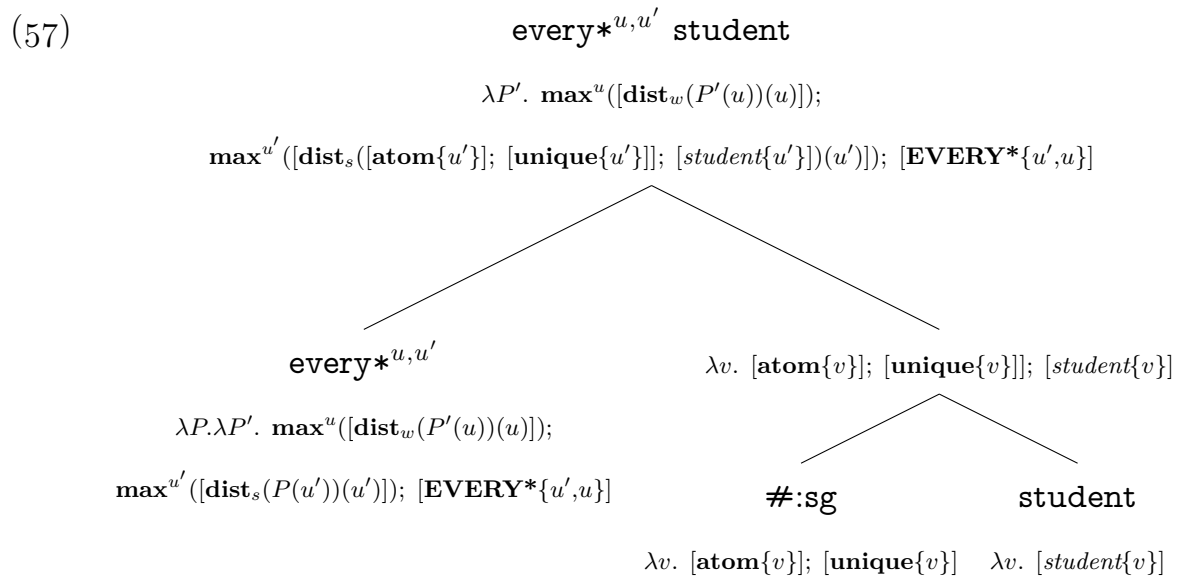 (57)
every*^{u,u′} student
λP′. max^u([dist_w(P′(u))(u)]);
max^{u′}([dist_s([atom{u′}]; [unique{u′}]]; [student{u′}])(u′)]); [EVERY*{u′,u}]
every*^{u,u′}
λv. [atom{v}]; [unique{v}]]; [student{v}]
λP.λP′. max^u([dist_w(P′(u))(u)]);
max^{u′}([dist_s(P(u′))(u′)]); [EVERY*{u′,u}]
#:sg student
λv. [atom{v}]; [unique{v}] λv. [student{v}]